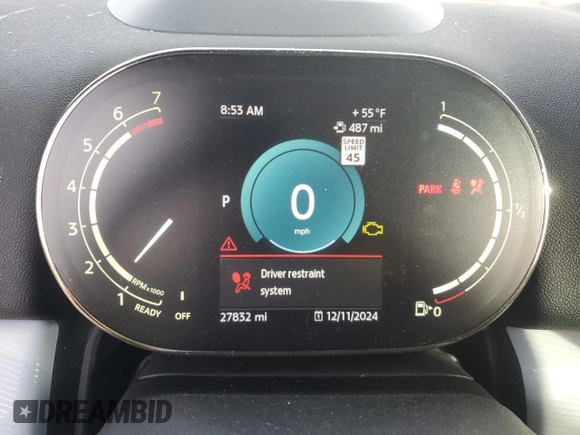 8:53 AM
+ 55 °F
487 mi
SPEED
LIMIT
45
7
6
5
4
3
2
1
RPM x1000
READY
OFF
P
0
mph
PARK
1
1/2
0
Driver restraint
system
27832 mi
12/11/2024
DREAMBID